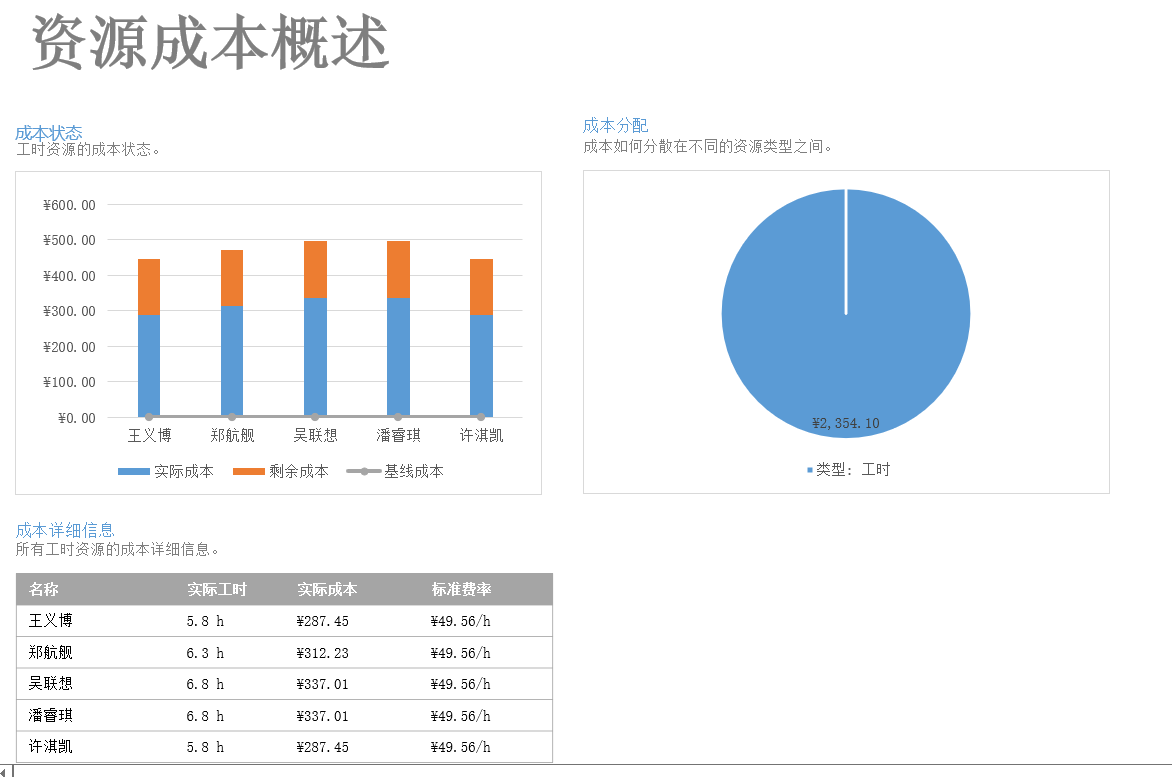 资源成本概述
成本状态
工时资源的成本状态。
¥600.00
¥500.00
¥400.00
¥300.00
¥200.00
¥100.00
¥0.00
王义博 郑航舰 吴联想 潘睿琪 许淇凯
实际成本 剩余成本 基线成本
成本分配
成本如何分散在不同的资源类型之间。
¥2,354.10
类型: 工时
成本详细信息
所有工时资源的成本详细信息。
名称 实际工时 实际成本 标准费率
王义博 5.8 h ¥287.45 ¥49.56/h
郑航舰 6.3 h ¥312.23 ¥49.56/h
吴联想 6.8 h ¥337.01 ¥49.56/h
潘睿琪 6.8 h ¥337.01 ¥49.56/h
许淇凯 5.8 h ¥287.45 ¥49.56/h